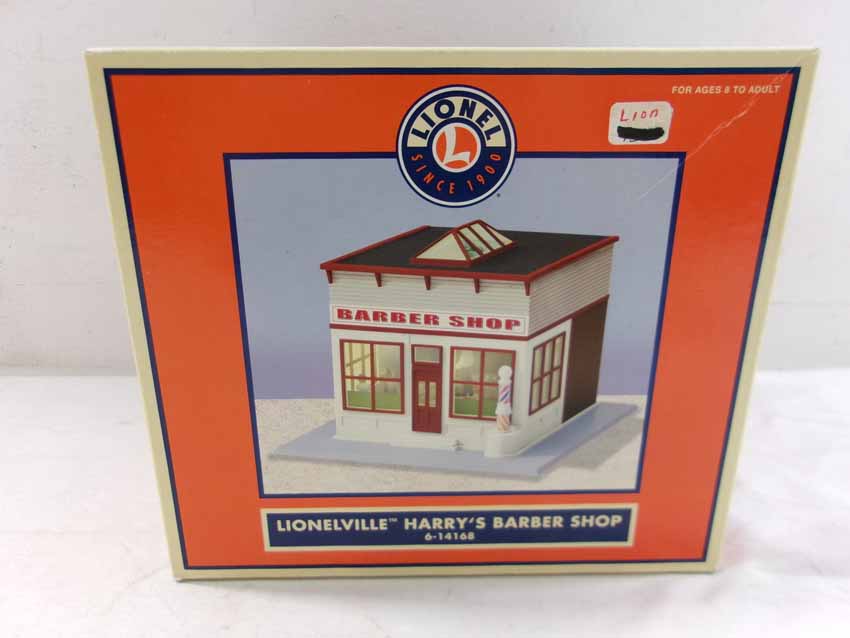 FOR AGES 8 TO ADULT
Lion
LIONEL
L
SINCE 1900
BARBER SHOP
LIONELVILLE™ HARRY'S BARBER SHOP
6-14168